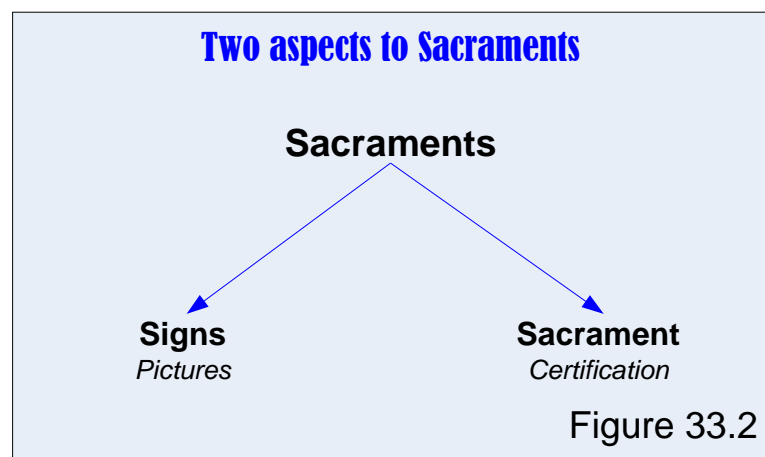 Two aspects to Sacraments
Sacraments
Signs
Pictures
Sacrament
Certification
Figure 33.2